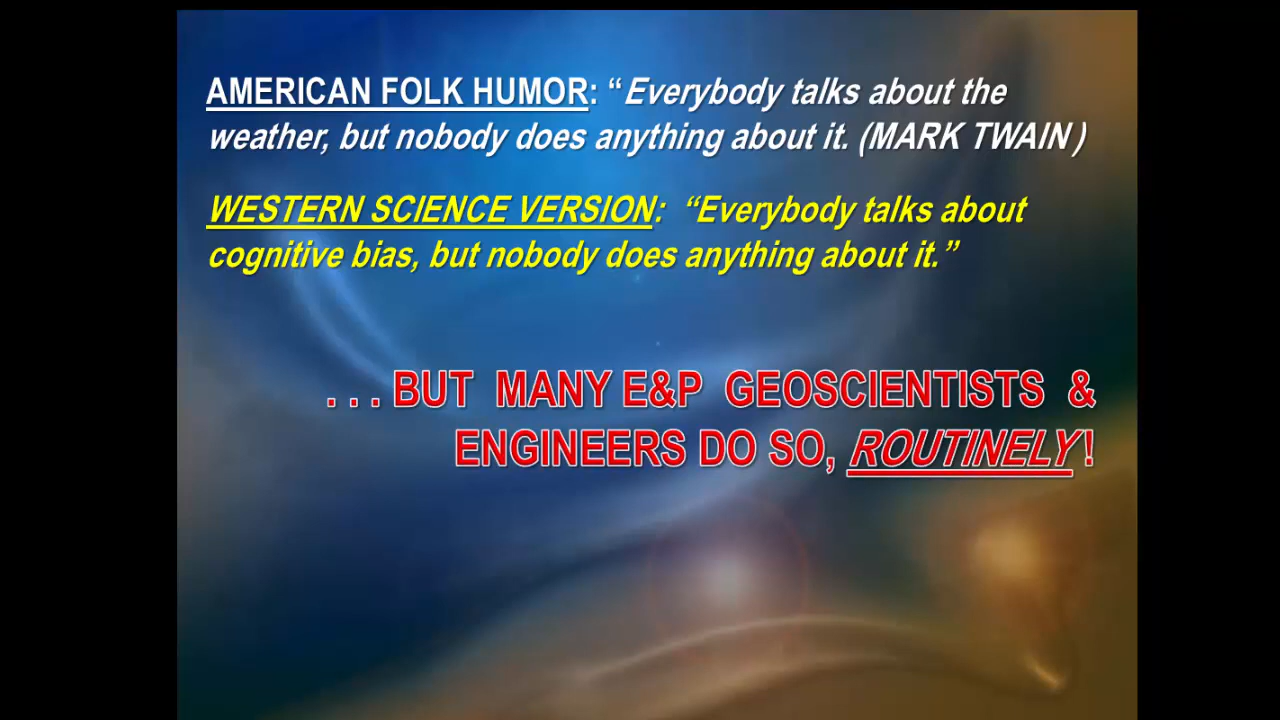 AMERICAN FOLK HUMOR: “Everybody talks about the
weather, but nobody does anything about it. (MARK TWAIN )
WESTERN SCIENCE VERSION: “Everybody talks about
cognitive bias, but nobody does anything about it.”
. . . BUT MANY E&P GEOSCIENTISTS &
ENGINEERS DO SO, ROUTINELY !